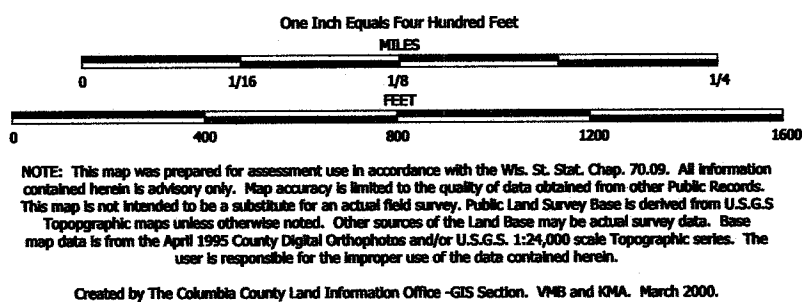 One Inch Equals Four Hundred Feet
MILES
0 1/16 1/8 1/4
FEET
0 400 800 1200 1600
NOTE: This map was prepared for assessment use in accordance with the Wis. St. Stat. Chap. 70.09. All information
contained herein is advisory only. Map accuracy is limited to the quality of data obtained from other Public Records.
This map is not intended to be a substitute for an actual field survey. Public Land Survey Base is derived from U.S.G.S
Topopgraphic maps unless otherwise noted. Other sources of the Land Base may be actual survey data. Base
map data is from the April 1995 County Digital Orthophotos and/or U.S.G.S. 1:24,000 scale Topographic series. The
user is responsible for the improper use of the data contained herein.
Created by The Columbia County Land Information Office -GIS Section. VMB and KMA. March 2000.